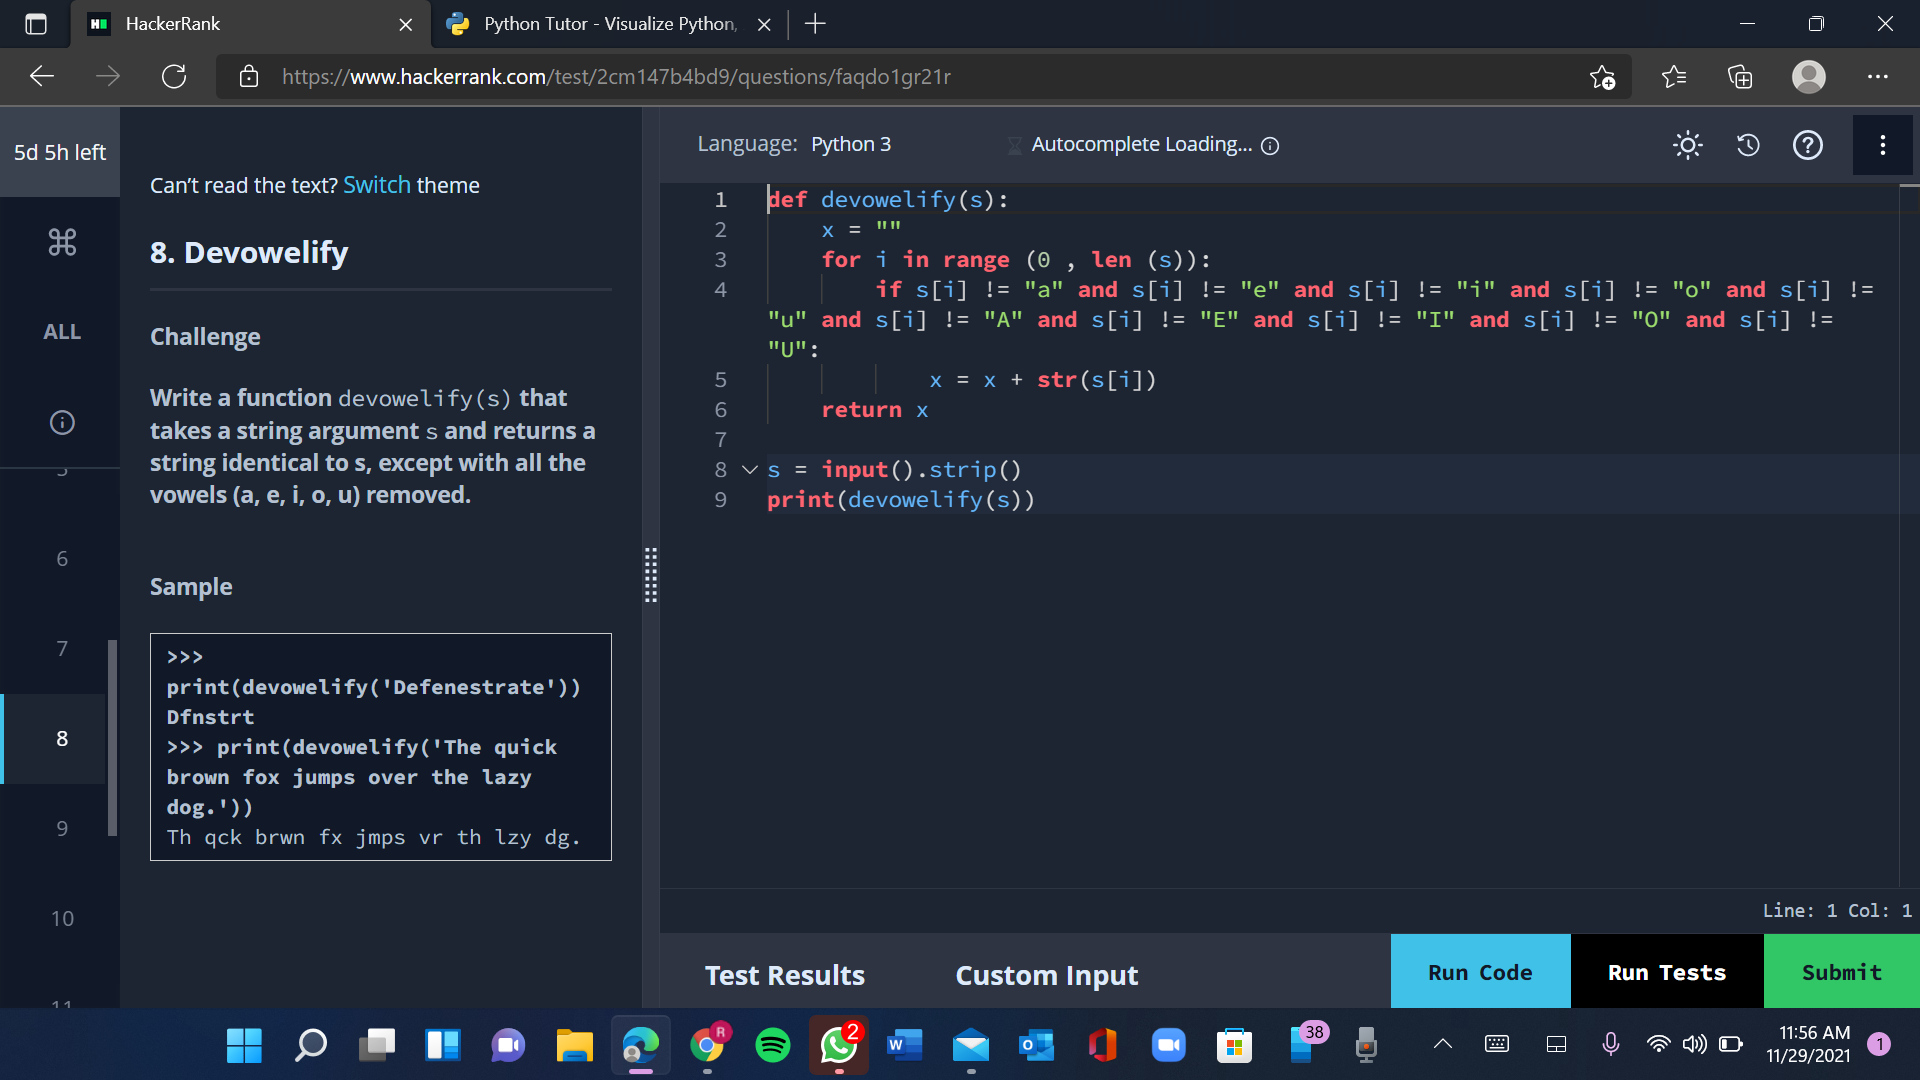 HackerRank
Python Tutor - Visualize Python,
https://www.hackerrank.com/test/2cm147b4bd9/questions/faqdo1gr21r
5d 5h left
ALL
6
7
8
9
10
11
Can't read the text? Switch theme
8. Devowelify
Challenge
Write a function devowelify(s) that
takes a string argument s and returns a
string identical to s, except with all the
vowels (a, e, i, o, u) removed.
Sample
>>>
print(devowelify('Defenestrate'))
Dfnstrt
>>> print(devowelify('The quick
brown fox jumps over the lazy
dog.'))
Th qck brwn fx jmps vr th lzy dg.
Language: Python 3
Autocomplete Loading...
1 def devowelify(s):
2 x = ""
3 for i in range (0 , len (s)):
4 if s[i] != "a" and s[i] != "e" and s[i] != "i" and s[i] != "o" and s[i] !=
"u" and s[i] != "A" and s[i] != "E" and s[i] != "I" and s[i] != "O" and s[i] !=
"U":
5 x = x + str(s[i])
6 return x
7
8 s = input().strip()
9 print(devowelify(s))
Line: 1 Col: 1
Test Results
Custom Input
Run Code
Run Tests
Submit
R
2
38
11:56 AM
11/29/2021
1